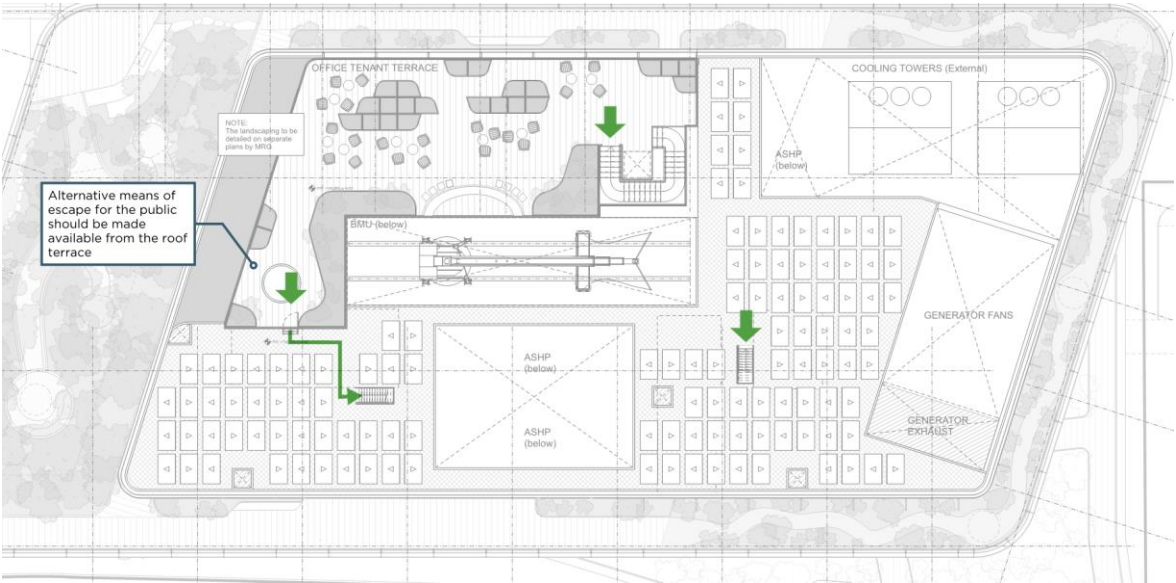 OFFICE TENANT TERRACE
COOLING TOWERS (External)
NOTE:
The landscaping to be
detailed on separate
plans by MRG
ASHP
(below)
Alternative means of
escape for the public
should be made
available from the roof
terrace
BMU (below)
GENERATOR FANS
ASHP
(below)
ASHP
(below)
GENERATOR
EXHAUST